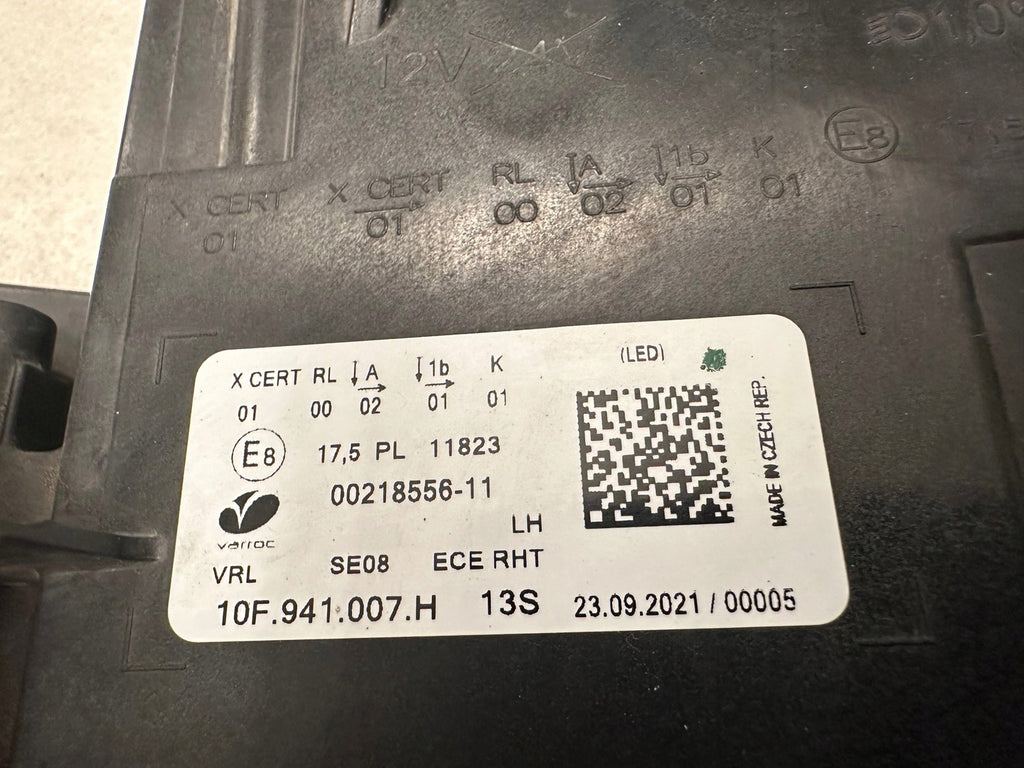 12V
1,0
E8
X CERT X CERT RL A 1b K
01 01 00 02 01 01
(LED)
X CERT RL A 1b K
01 00 02 01 01
E8 17,5 PL 11823
00218556-11
varroc
LH
VRL SE08 ECE RHT
10F.941.007.H 13S 23.09.2021 / 00005
MADE IN CZECH REP.